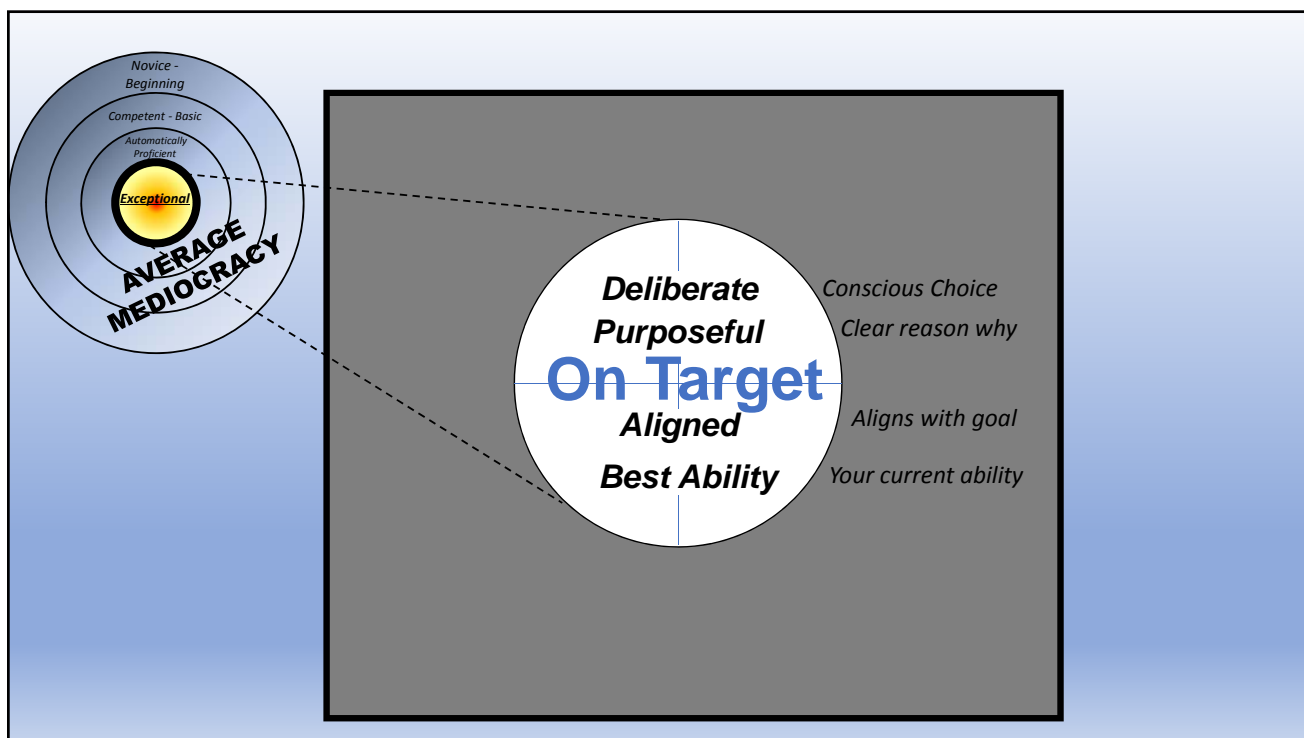 Novice -
Beginning
Competent - Basic
Automatically
Proficient
Exceptional
AVERAGE
MEDIOCRACY
Deliberate
Conscious Choice
Purposeful
Clear reason why
On Target
Aligned
Aligns with goal
Best Ability
Your current ability